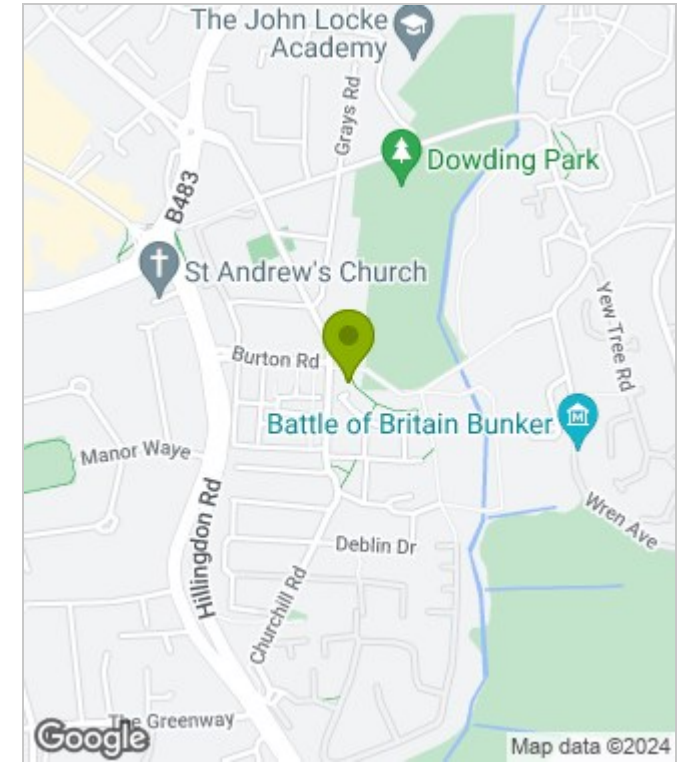 The John Locke
Academy
Grays Rd
Dowding Park
B483
St Andrew's Church
Yew Tree Rd
Burton Rd
Battle of Britain Bunker
Manor Waye
Wren Ave
Hillingdon Rd
Deblin Dr
Churchill Rd
The Greenway
Google
Map data ©2024